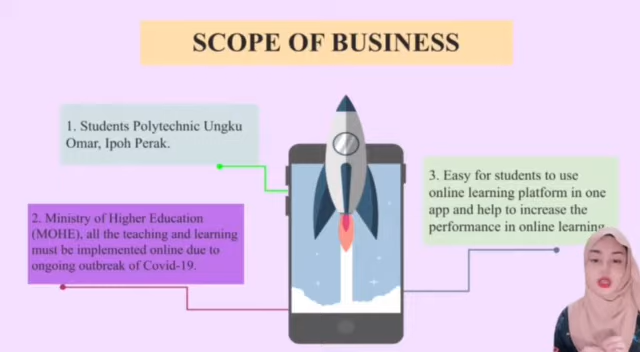 SCOPE OF BUSINESS
1. Students Polytechnic Ungku
Omar, Ipoh Perak.
2. Ministry of Higher Education
(MOHE), all the teaching and learning
must be implemented online due to
ongoing outbreak of Covid-19.
3. Easy for students to use
online learning platform in one
app and help to increase the
performance in online learning